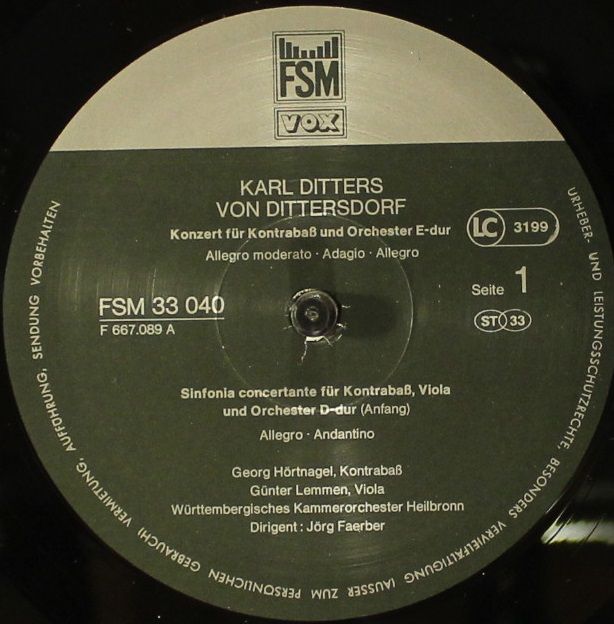 FSM
VOX
KARL DITTERS
VON DITTERSDORF
Konzert für Kontrabaß und Orchester E-dur
Allegro moderato · Adagio · Allegro
LC 3199
Seite 1
FSM 33 040
F 667.089 A
ST 33
Sinfonia concertante für Kontrabaß, Viola
und Orchester D-dur (Anfang)
Allegro · Andantino
Georg Hörtnagel, Kontrabaß
Günter Lemmen, Viola
Württembergisches Kammerorchester Heilbronn
Dirigent: Jörg Faerber
URHEBER- UND LEISTUNGSSCHUTZRECHTE, BESONDERS VERVIELFÄLTIGUNG (AUSSER ZUM PERSÖNLICHEN GEBRAUCH) VERMIETUNG, AUFFÜHRUNG, SENDUNG VORBEHALTEN